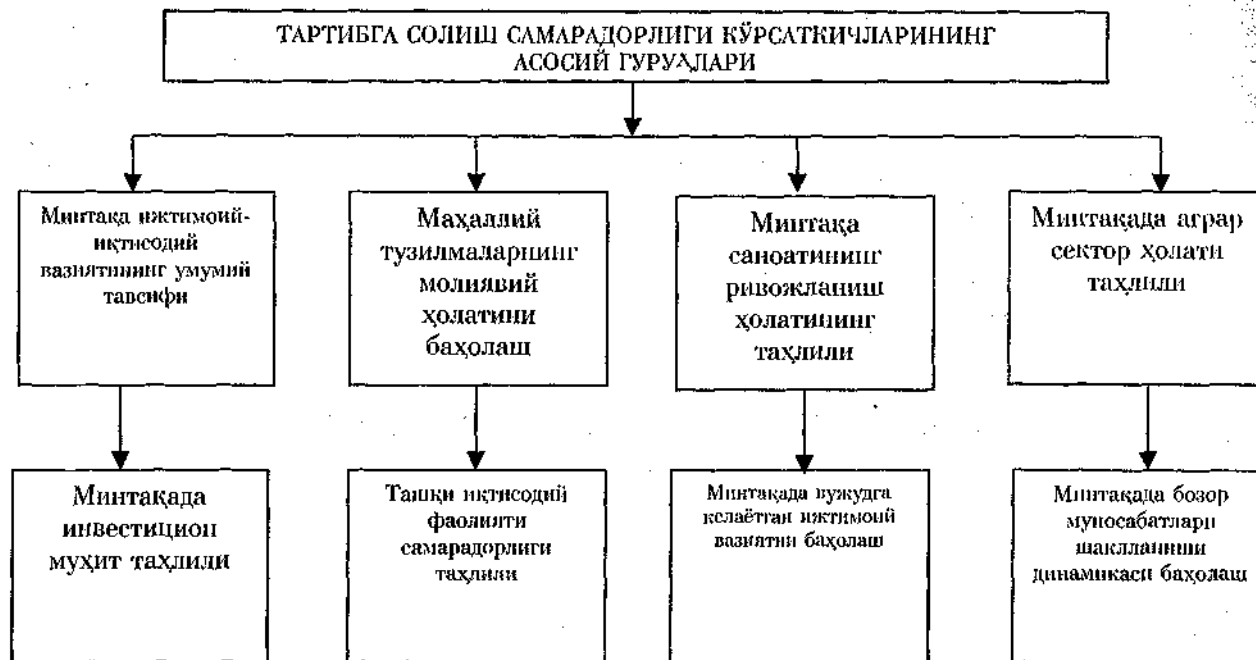 ТАРТИБГА СОЛИШ САМАРАДОРЛИГИ КЎРСАТКИЧЛАРИНИНГ
АСОСИЙ ГУРУҲЛАРИ
Минтақа ижтимоий-
иқтисодий
вазиятининг умумий
тавсифи
Маҳаллий
тузилмаларнинг
молиявий
ҳолатини
баҳолаш
Минтақа
саноатининг
ривожланиш
ҳолатининг
таҳлили
Минтақада аграр
сектор ҳолати
таҳлили
Минтақада
инвестицион
муҳит таҳлили
Ташқи иқтисодий
фаолияти
самарадорлиги
таҳлили
Минтақада вужудга
келаётган ижтимоий
вазиятни баҳолаш
Минтақада бозор
муносабатлари
шаклланиши
динамикаси баҳолаш